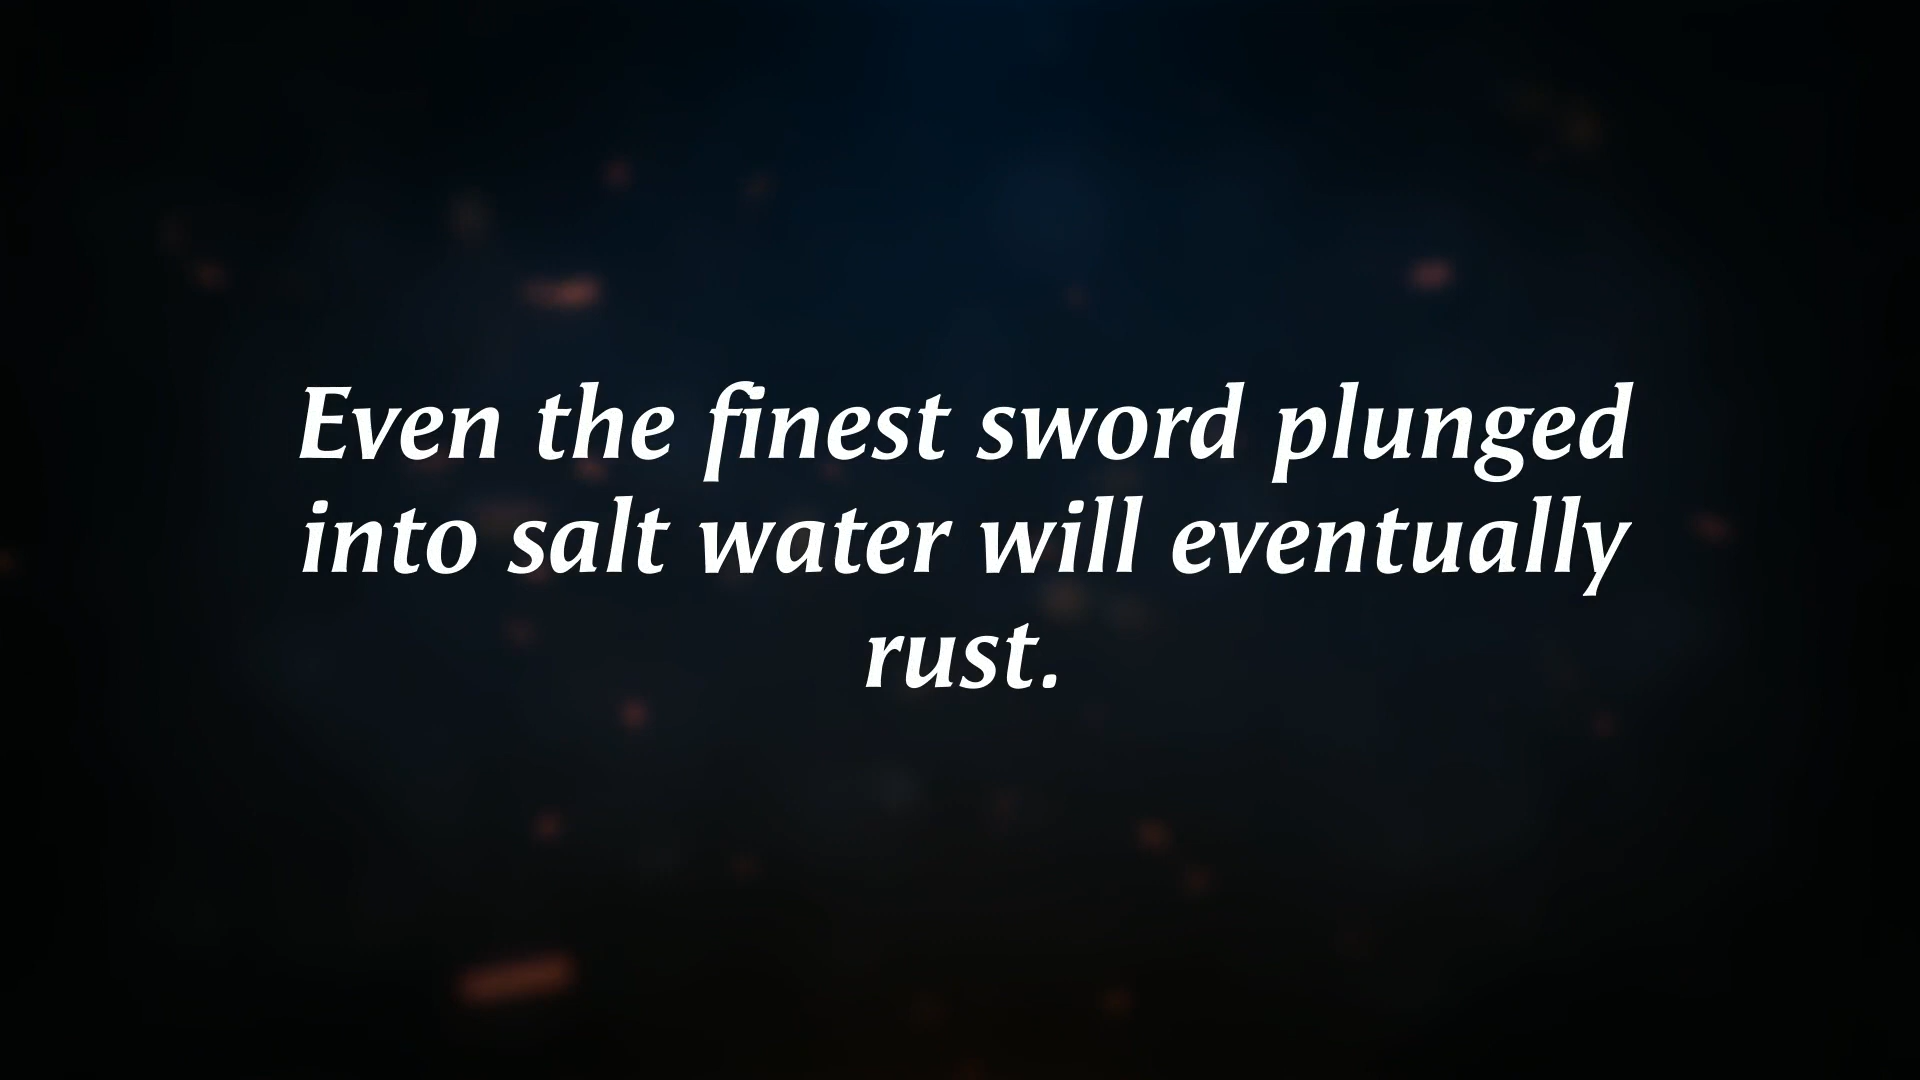 Even the finest sword plunged
into salt water will eventually
rust.